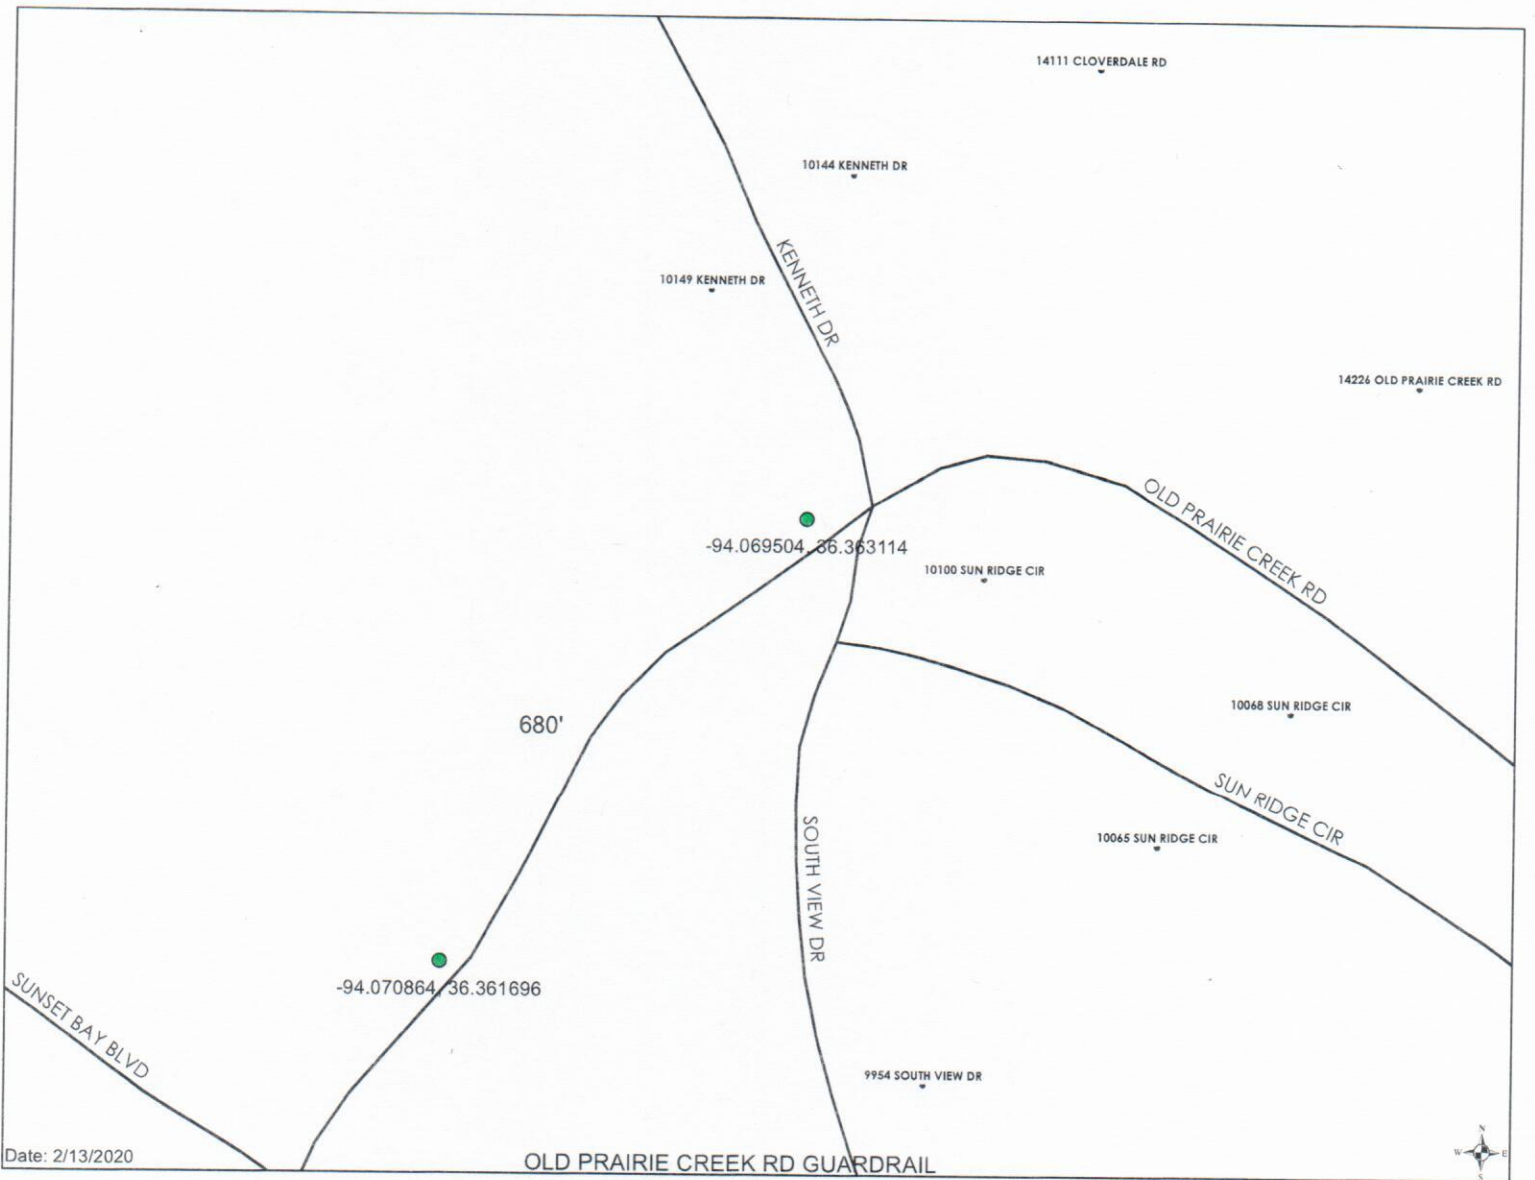 14111 CLOVERDALE RD
10144 KENNETH DR
KENNETH DR
10149 KENNETH DR
14226 OLD PRAIRIE CREEK RD
OLD PRAIRIE CREEK RD
-94.069504, 36.363114
10100 SUN RIDGE CIR
10068 SUN RIDGE CIR
680'
SUN RIDGE CIR
10065 SUN RIDGE CIR
SOUTH VIEW DR
-94.070864, 36.361696
SUNSET BAY BLVD
9954 SOUTH VIEW DR
N
W E
S
Date: 2/13/2020
OLD PRAIRIE CREEK RD GUARDRAIL